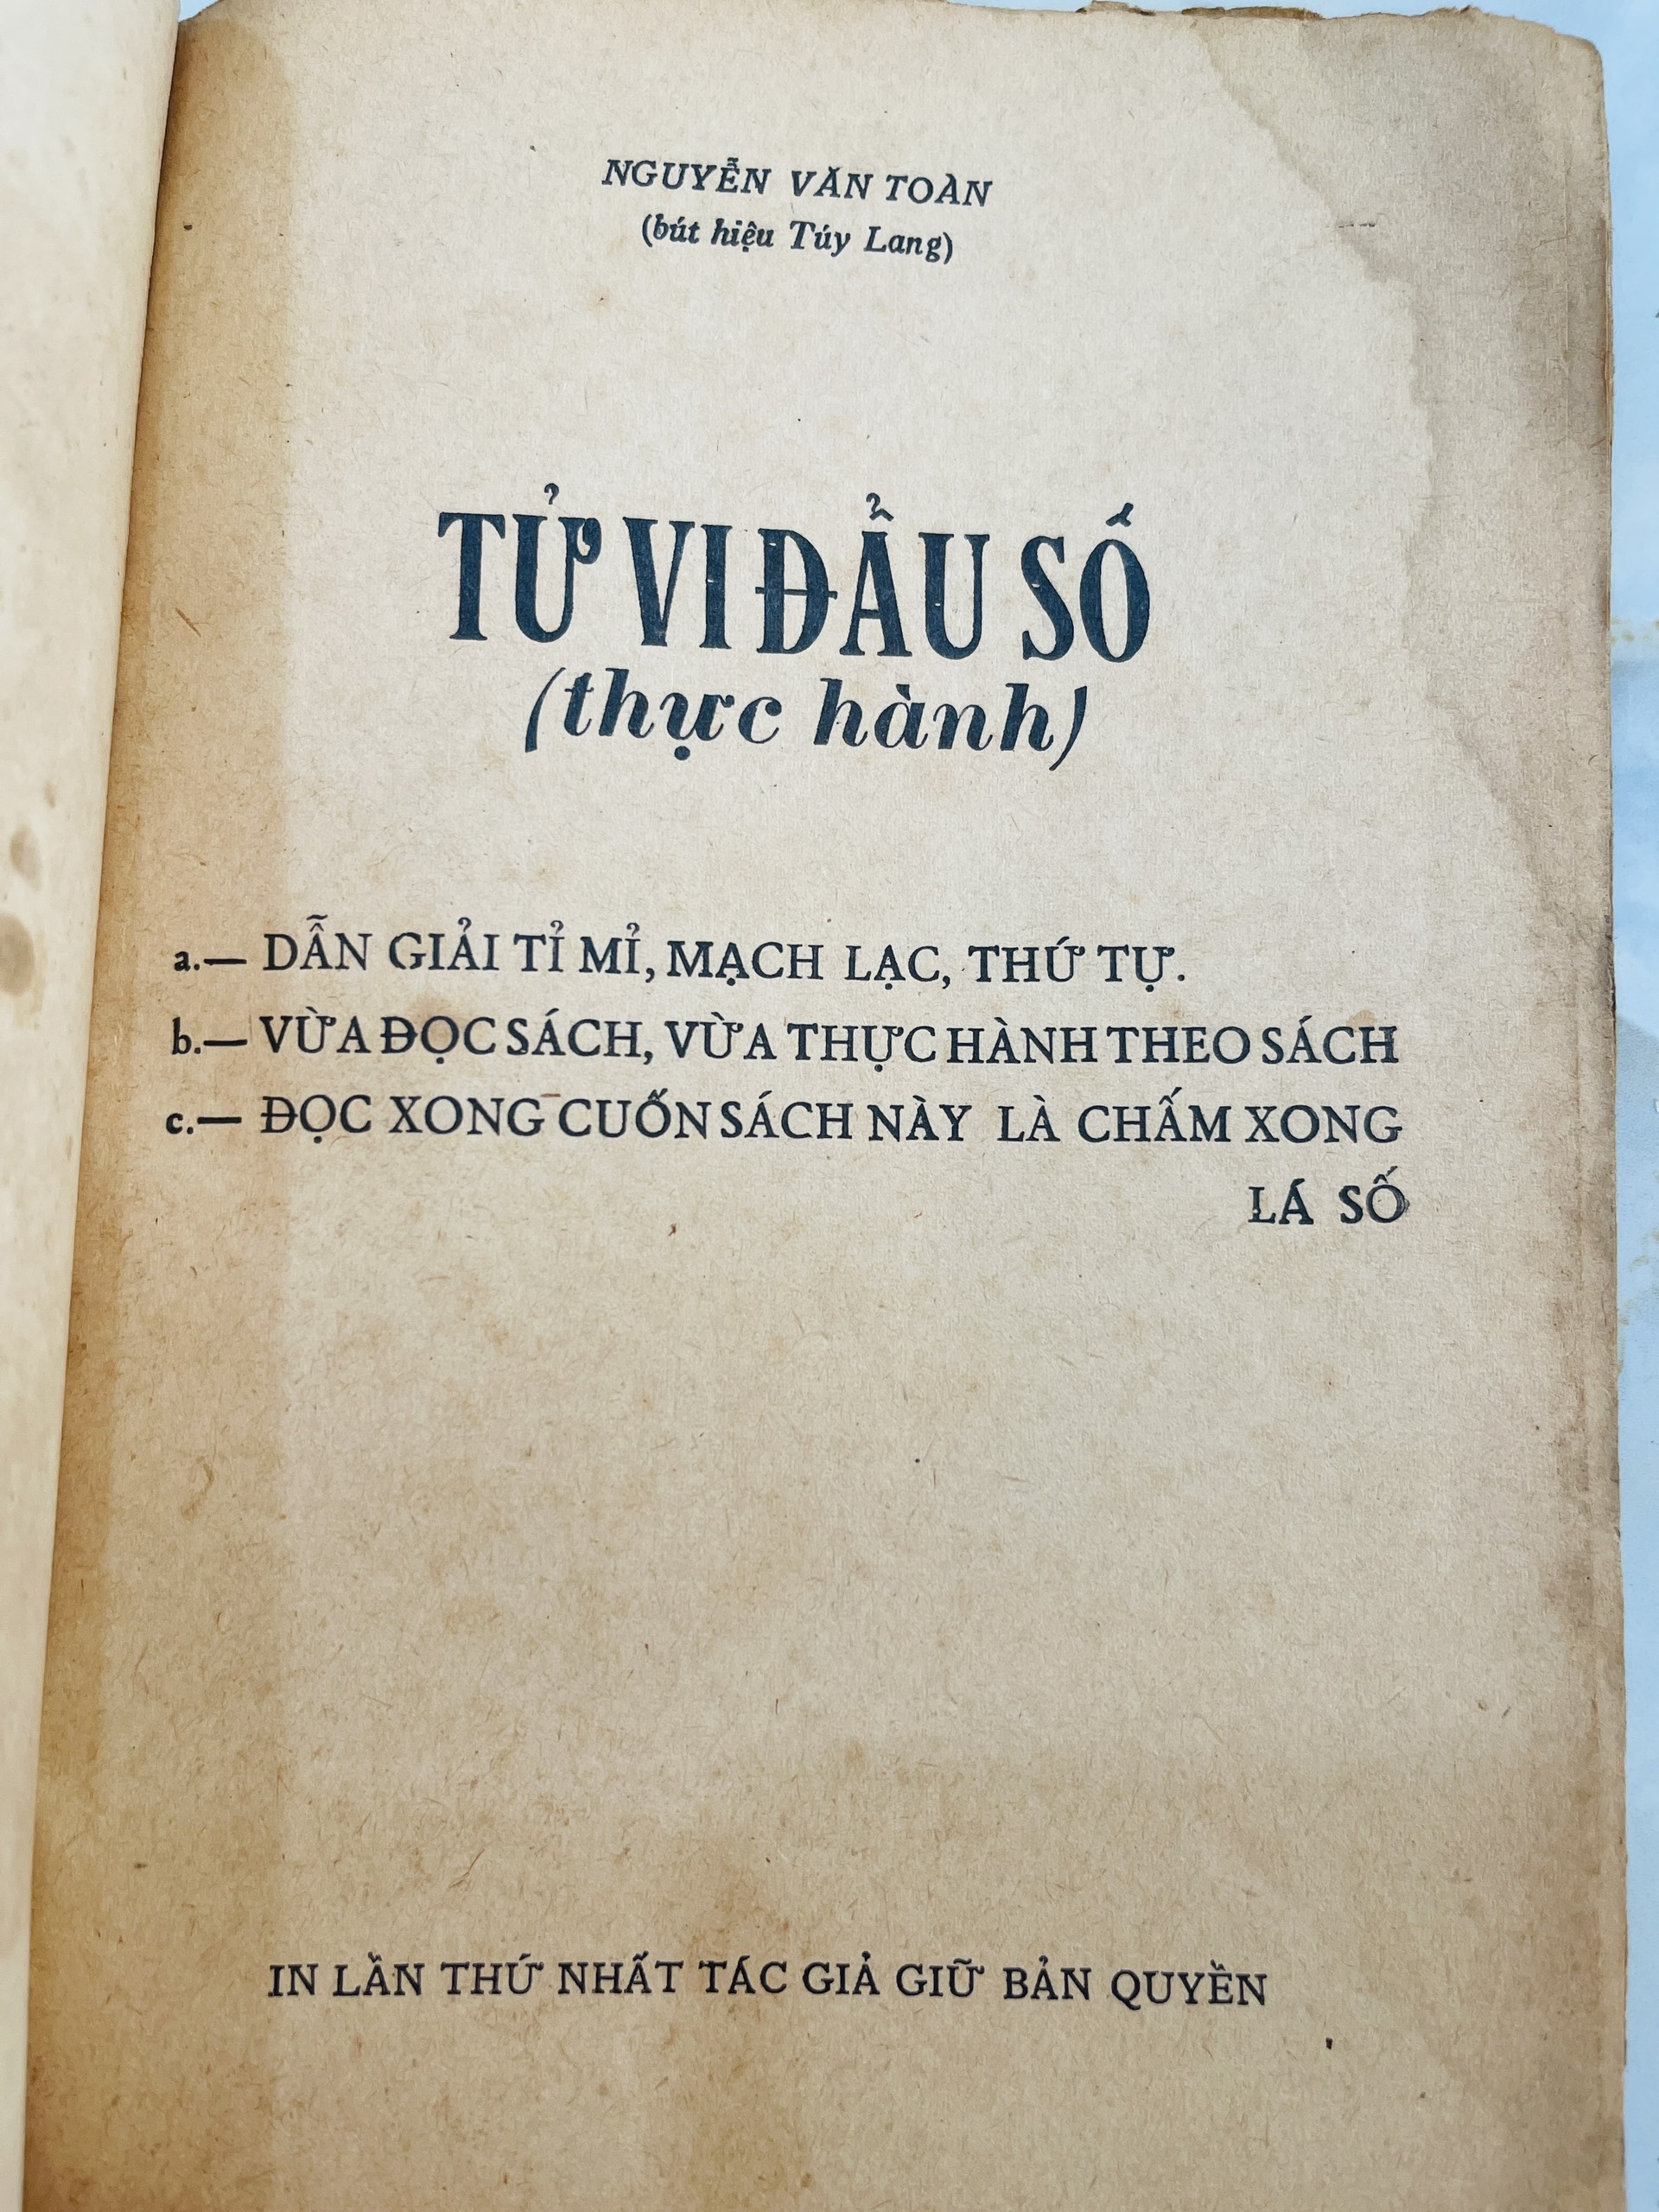 NGUYỄN VĂN TOÀN
(bút hiệu Túy Lang)
TỬ VI ĐẨU SỐ
(thực hành)
a.— DẪN GIẢI TỈ MỈ, MẠCH LẠC, THỨ TỰ.
b.— VỪA ĐỌC SÁCH, VỪA THỰC HÀNH THEO SÁCH
c.— ĐỌC XONG CUỐN SÁCH NÀY LÀ CHẤM XONG
LÁ SỐ
IN LẦN THỨ NHẤT TÁC GIẢ GIỮ BẢN QUYỀN